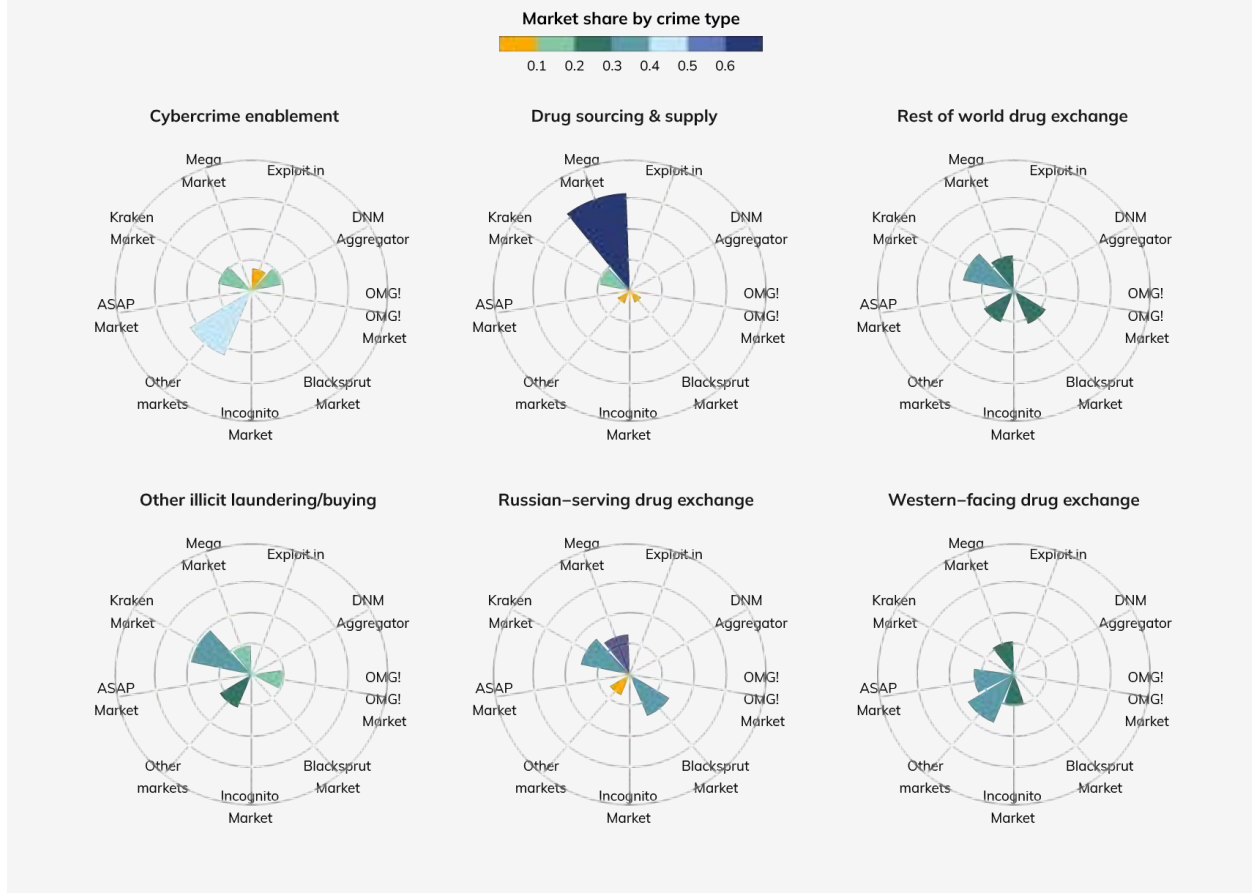 Market share by crime type
0.1 0.2 0.3 0.4 0.5 0.6
Cybercrime enablement
Mega
Market
Exploit.in
Kraken
Market
DNM
Aggregator
ASAP
Market
OMG!
OMG!
Market
Other
markets
Blacksprut
Market
Incognito
Market
Drug sourcing & supply
Mega
Market
Exploit.in
Kraken
Market
DNM
Aggregator
ASAP
Market
OMG!
OMG!
Market
Other
markets
Blacksprut
Market
Incognito
Market
Rest of world drug exchange
Mega
Market
Exploit.in
Kraken
Market
DNM
Aggregator
ASAP
Market
OMG!
OMG!
Market
Other
markets
Blacksprut
Market
Incognito
Market
Other illicit laundering/buying
Mega
Market
Exploit.in
Kraken
Market
DNM
Aggregator
ASAP
Market
OMG!
OMG!
Market
Other
markets
Blacksprut
Market
Incognito
Market
Russian–serving drug exchange
Mega
Market
Exploit.in
Kraken
Market
DNM
Aggregator
ASAP
Market
OMG!
OMG!
Market
Other
markets
Blacksprut
Market
Incognito
Market
Western–facing drug exchange
Mega
Market
Exploit.in
Kraken
Market
DNM
Aggregator
ASAP
Market
OMG!
OMG!
Market
Other
markets
Blacksprut
Market
Incognito
Market